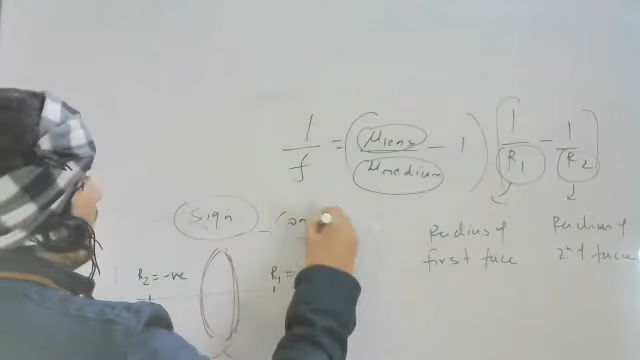 1/f = (μlens/μmedium - 1) [1/R1 - 1/R2]
Sign - Con
Radius of first face
Radius of 2nd face
R2 = -ve
R1 =